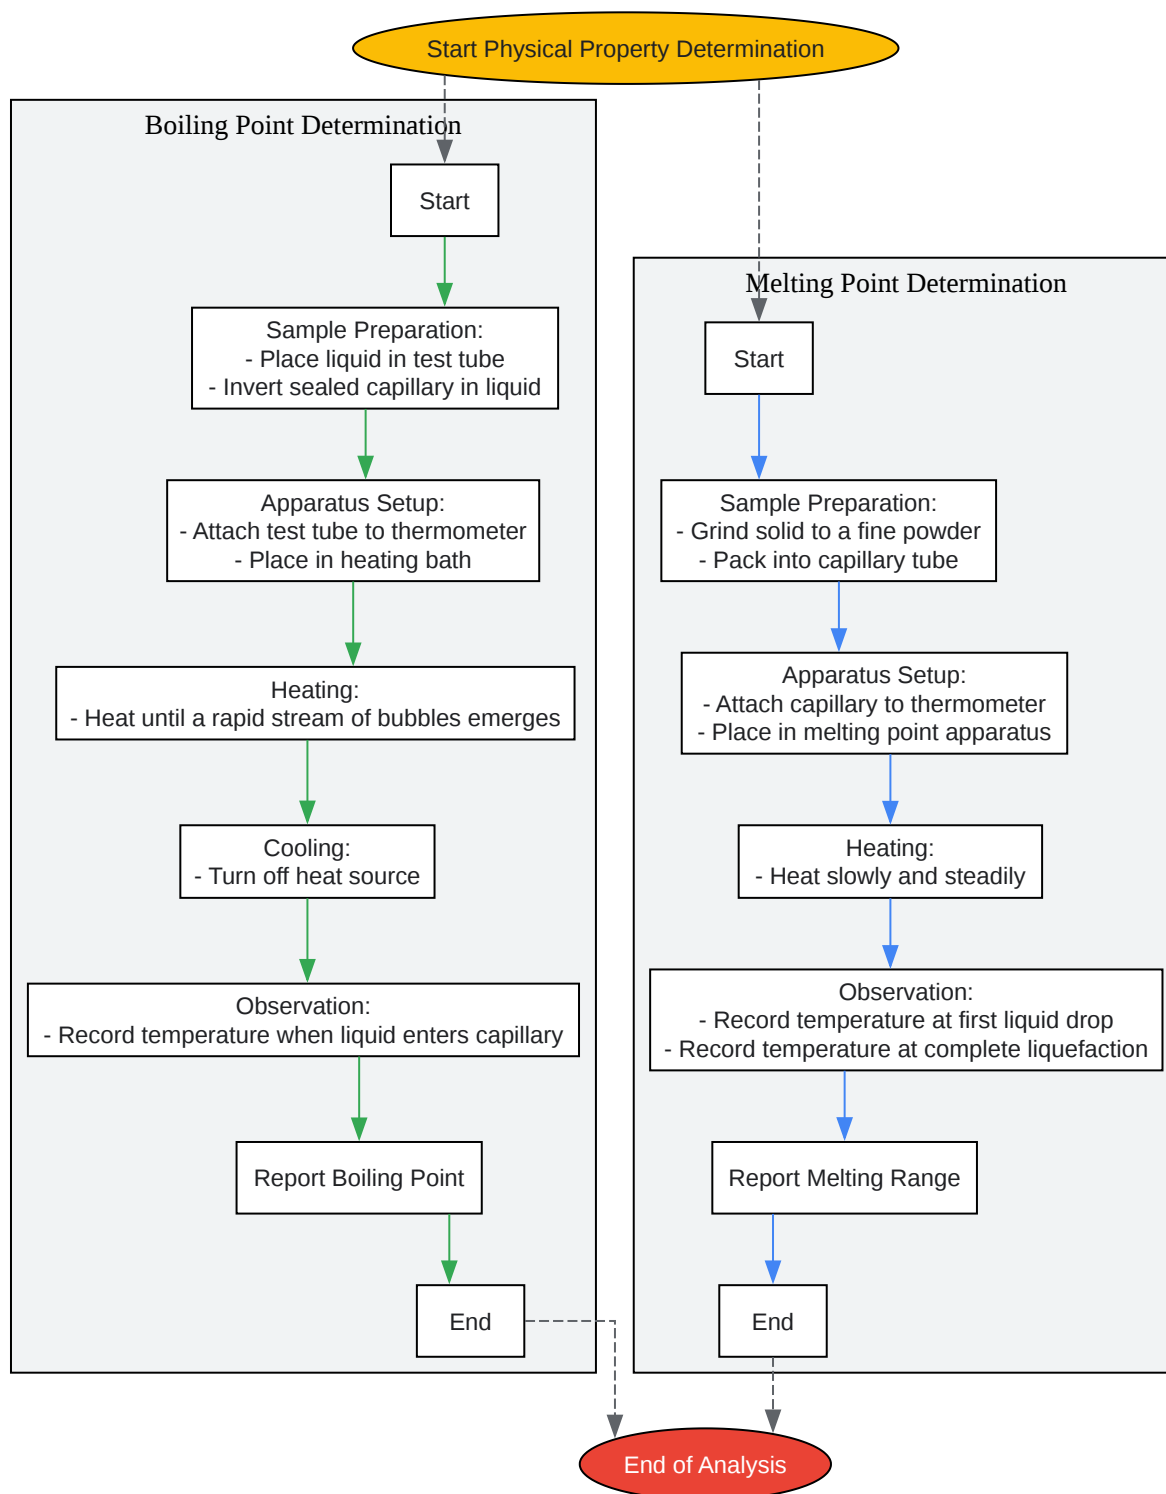 Start Physical Property Determination
Boiling Point Determination
Start
Sample Preparation:
- Place liquid in test tube
- Invert sealed capillary in liquid
Apparatus Setup:
- Attach test tube to thermometer
- Place in heating bath
Heating:
- Heat until a rapid stream of bubbles emerges
Cooling:
- Turn off heat source
Observation:
- Record temperature when liquid enters capillary
Report Boiling Point
End
Melting Point Determination
Start
Sample Preparation:
- Grind solid to a fine powder
- Pack into capillary tube
Apparatus Setup:
- Attach capillary to thermometer
- Place in melting point apparatus
Heating:
- Heat slowly and steadily
Observation:
- Record temperature at first liquid drop
- Record temperature at complete liquefaction
Report Melting Range
End
End of Analysis